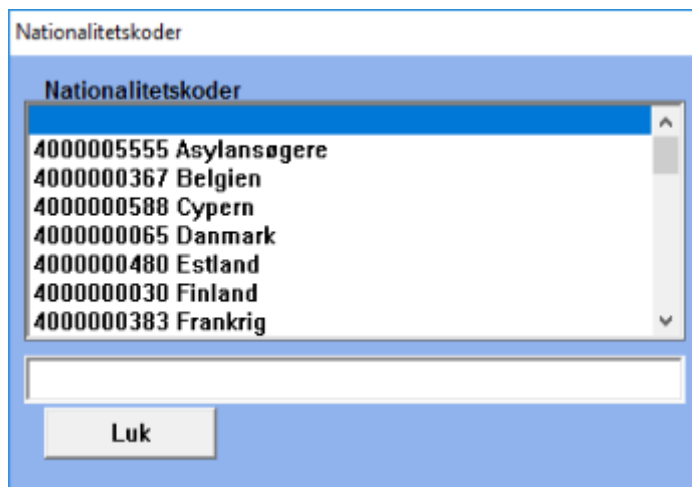 Nationalitetskoder
Nationalitetskoder
4000005555 Asylansøgere
4000000367 Belgien
4000000588 Cypern
4000000065 Danmark
4000000480 Estland
4000000030 Finland
4000000383 Frankrig
Luk